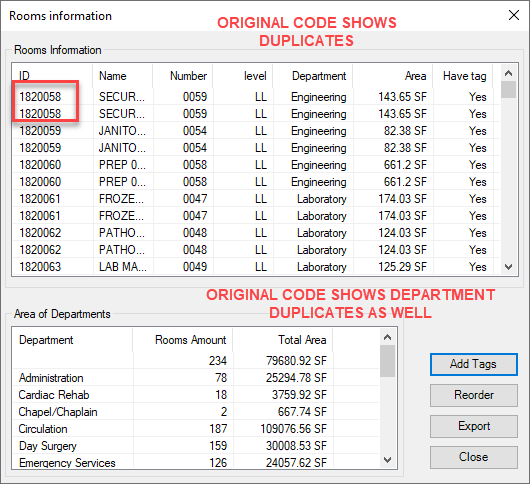 Rooms information
ORIGINAL CODE SHOWS
DUPLICATES
Rooms Information
ID Name Number level Department Area Have tag
1820058 SECUR... 0059 LL Engineering 143.65 SF Yes
1820058 SECUR... 0059 LL Engineering 143.65 SF Yes
1820059 JANITO... 0054 LL Engineering 82.38 SF Yes
1820059 JANITO... 0054 LL Engineering 82.38 SF Yes
1820060 PREP 0... 0058 LL Engineering 661.2 SF Yes
1820060 PREP 0... 0058 LL Engineering 661.2 SF Yes
1820061 FROZE... 0047 LL Laboratory 174.03 SF Yes
1820061 FROZE... 0047 LL Laboratory 174.03 SF Yes
1820062 PATHO... 0048 LL Laboratory 124.03 SF Yes
1820062 PATHO... 0048 LL Laboratory 124.03 SF Yes
1820063 LAB MA... 0049 LL Laboratory 125.29 SF Yes
ORIGINAL CODE SHOWS DEPARTMENT
DUPLICATES AS WELL
Area of Departments
Department Rooms Amount Total Area
234 79680.92 SF
Administration 78 25294.78 SF
Cardiac Rehab 18 3759.92 SF
Chapel/Chaplain 2 667.74 SF
Circulation 187 109076.56 SF
Day Surgery 159 30008.53 SF
Emergency Services 126 24057.62 SF
Add Tags
Reorder
Export
Close